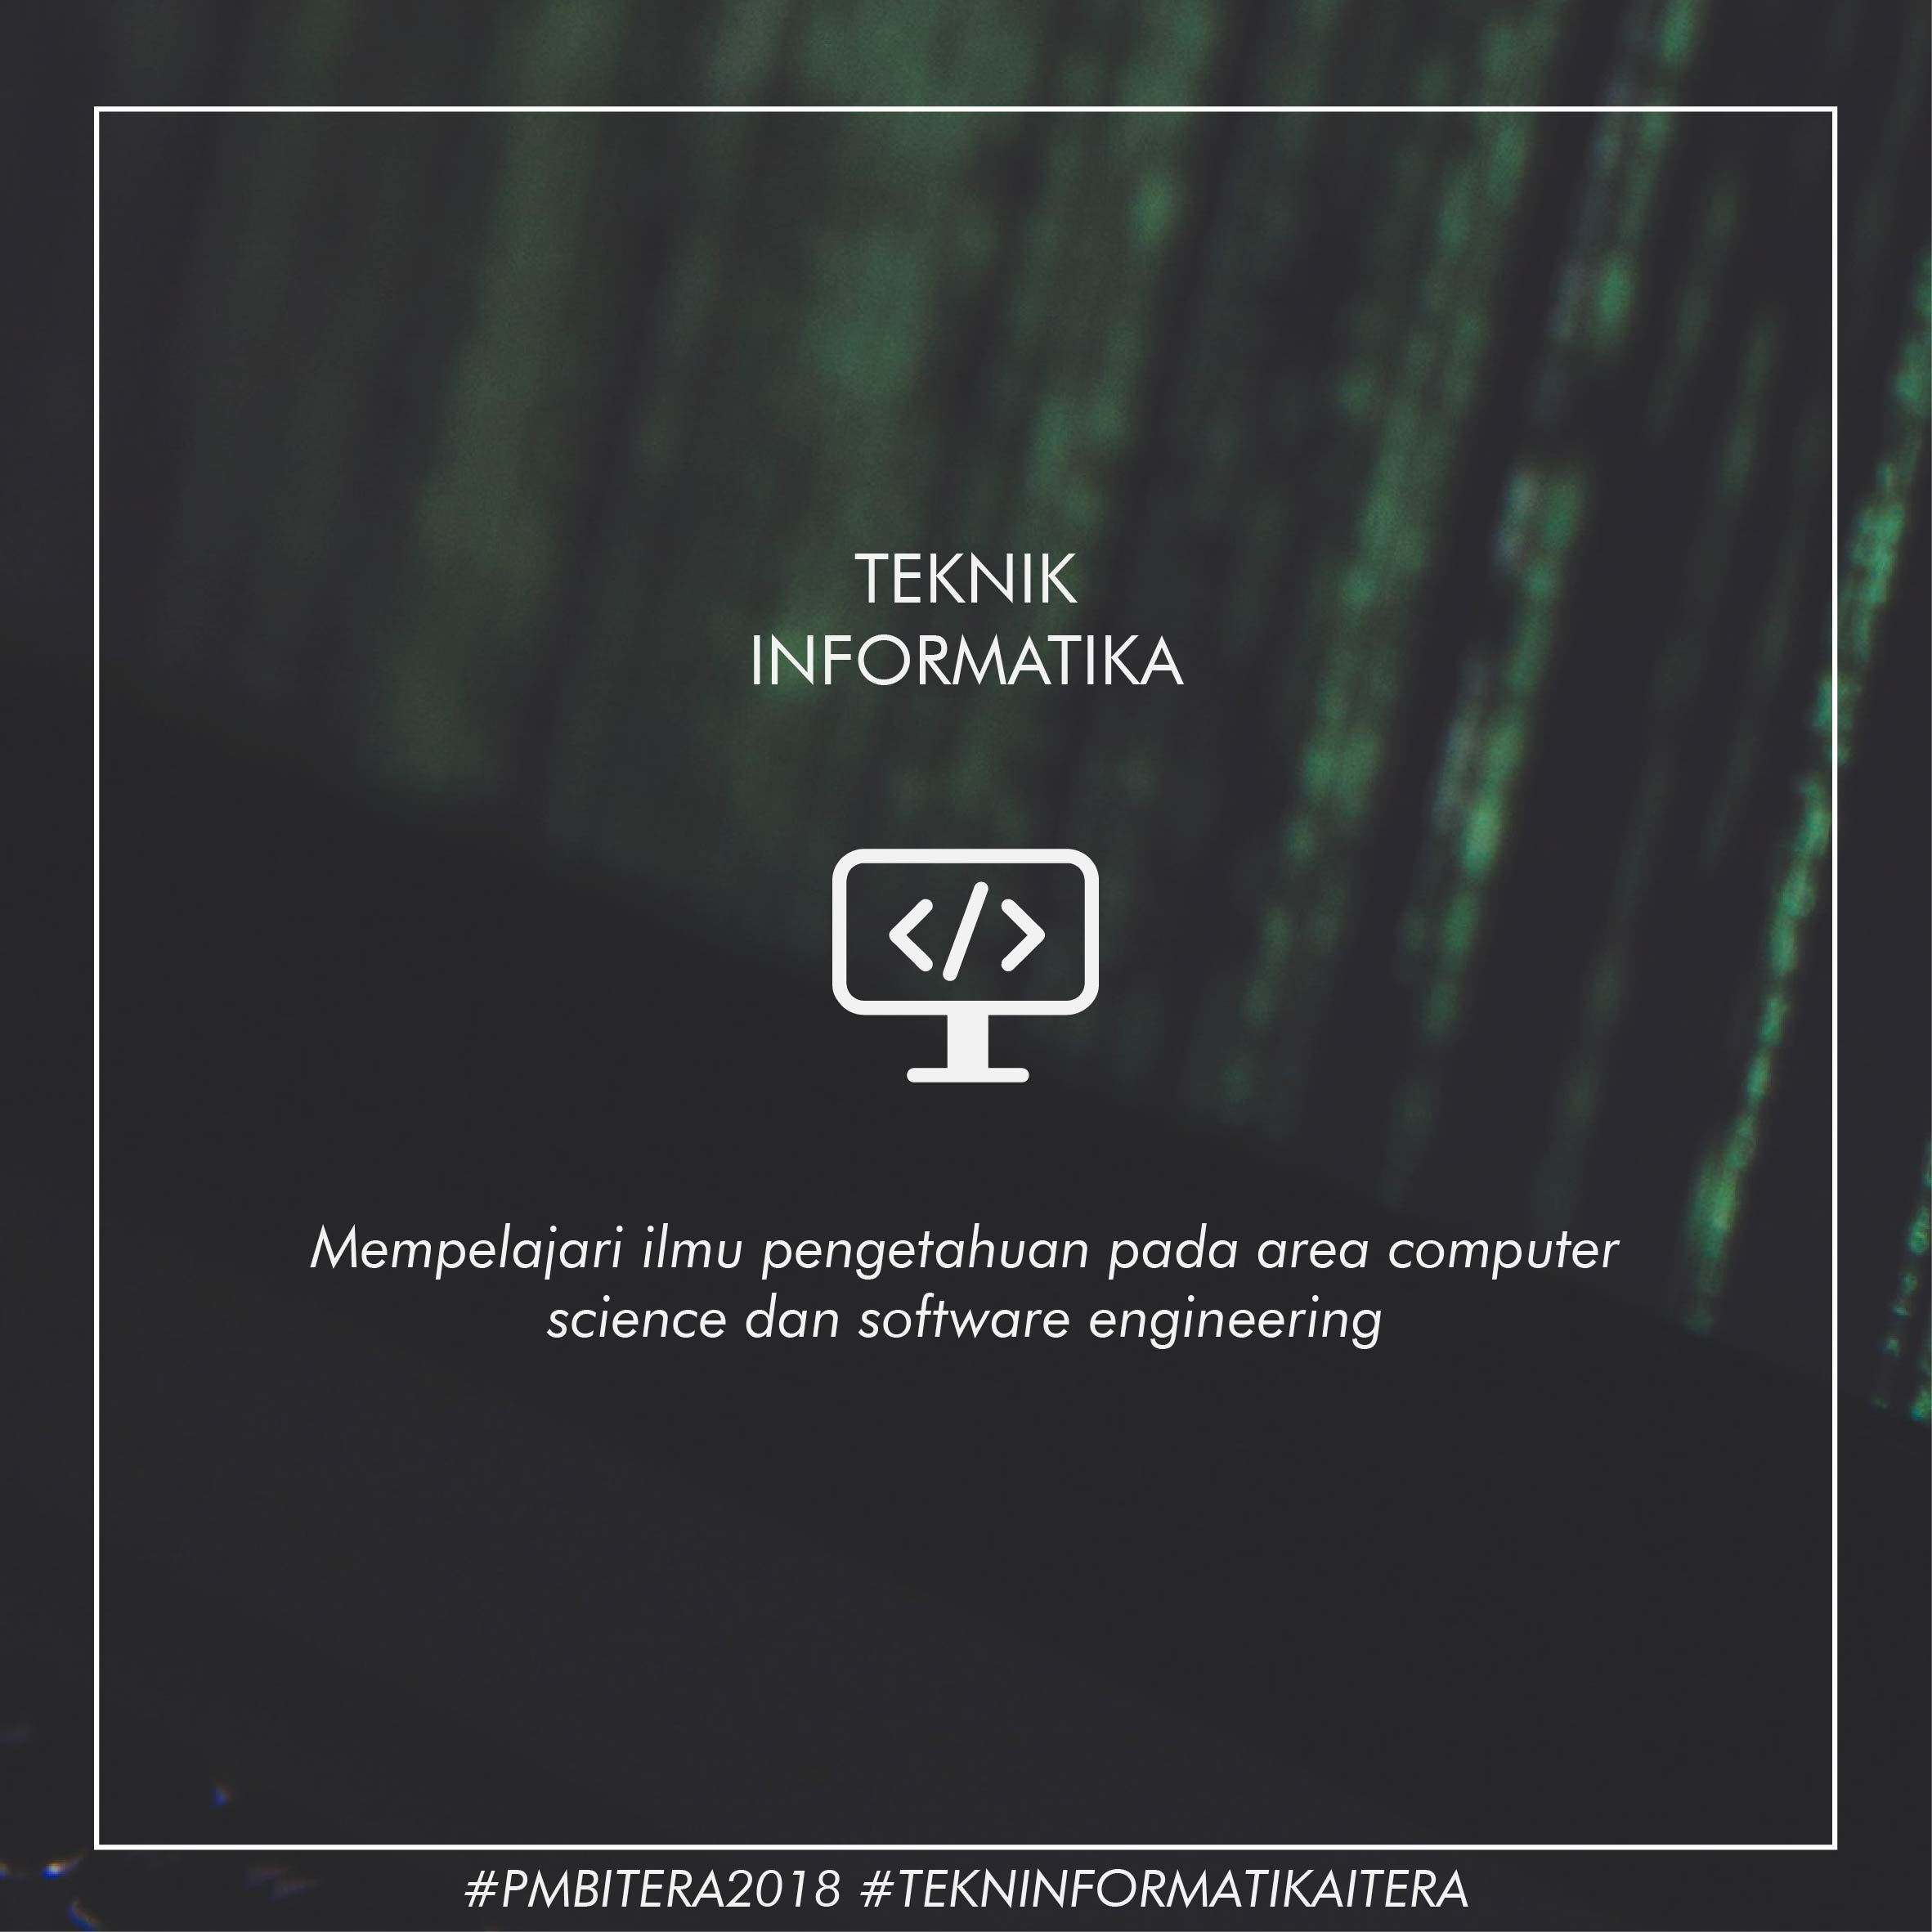 TEKNIK
INFORMATIKA
</>
Mempelajari ilmu pengetahuan pada area computer
science dan software engineering
#PMBITERA2018 #TEKNINFORMATIKAITERA